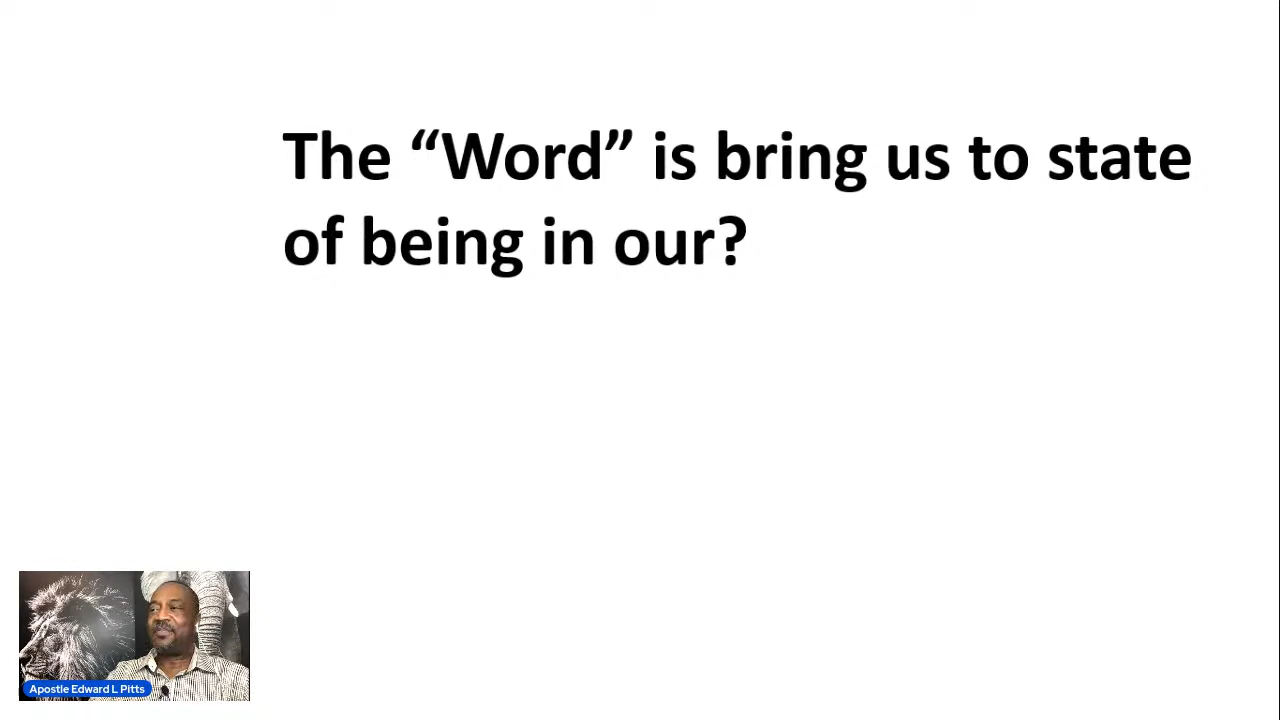 The “Word” is bring us to state
of being in our?
Apostle Edward L Pitts